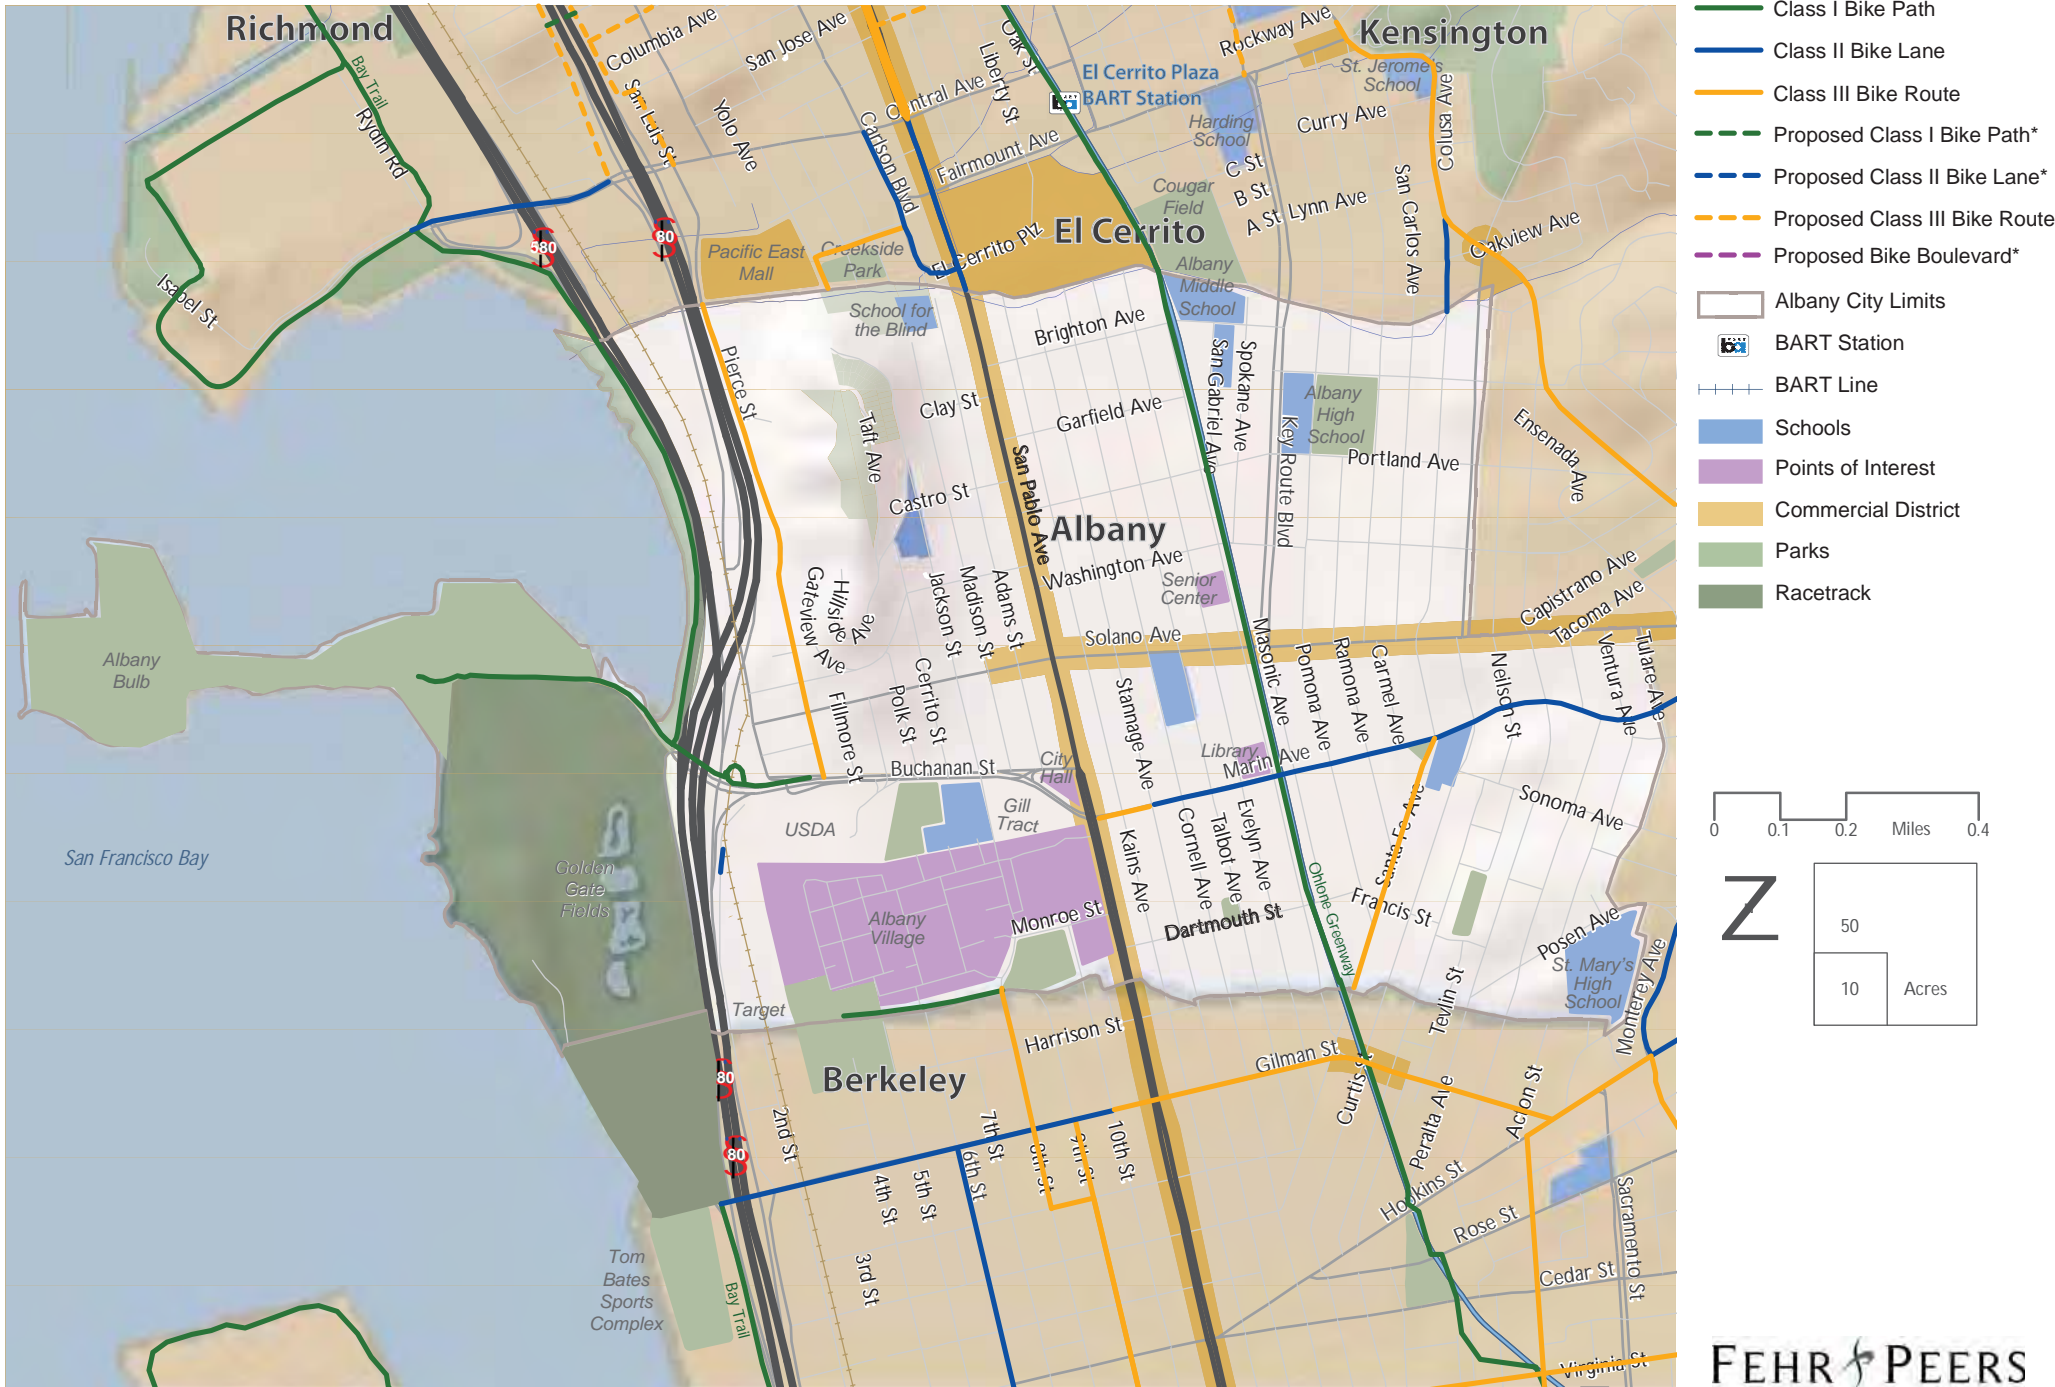 Richmond
Kensington
El Cerrito
Albany
Berkeley
Columbia Ave
San Jose Ave
Bay Trail
Rydin Rd
San Luis St
Yolo Ave
Central Ave
Carlson Blvd
Liberty St
Oak St
El Cerrito Plaza
BART Station
Fairmount Ave
Rockway Ave
St. Jerome's
School
Harding
School
Curry Ave
Colusa Ave
C St
B St
A St
Lynn Ave
San Carlos Ave
Oakview Ave
Cougar
Field
El Cerrito Plz
Pacific East
Mall
Creekside
Park
580
80
Isabel St
Albany
Middle
School
School for
the Blind
Brighton Ave
Pierce St
Clay St
Taft Ave
Garfield Ave
San Gabriel Ave
Spokane Ave
Albany
High
School
Key Route Blvd
Portland Ave
Ensenada Ave
San Pablo Ave
Castro St
Washington Ave
Senior
Center
Hillside Ave
Gateview Ave
Jackson St
Madison St
Adams St
Solano Ave
Capistrano Ave
Tacoma Ave
Ventura Ave
Tulare Ave
Albany
Bulb
Masonic Ave
Pomona Ave
Ramona Ave
Carmel Ave
Neilson St
Fillmore St
Polk St
Cerrito St
Stannage Ave
Library
Marin Ave
Buchanan St
City
Hall
USDA
Gill
Tract
Sonoma Ave
San Francisco Bay
Golden
Gate
Fields
Albany
Village
Monroe St
Kains Ave
Cornell Ave
Talbot Ave
Evelyn Ave
Dartmouth St
Ohlone Greenway
Santa Fe Ave
Francis St
Posen Ave
St. Mary's
High
School
Monterey Ave
Tevlin St
Target
Harrison St
Gilman St
Curtis St
Peralta Ave
Acton St
80
80
2nd St
3rd St
4th St
5th St
6th St
7th St
8th St
9th St
10th St
Hopkins St
Rose St
Cedar St
Sacramento St
Virginia St
Tom
Bates
Sports
Complex
Bay Trail
Class I Bike Path
Class II Bike Lane
Class III Bike Route
Proposed Class I Bike Path*
Proposed Class II Bike Lane*
Proposed Class III Bike Route
Proposed Bike Boulevard*
Albany City Limits
ba BART Station
BART Line
Schools
Points of Interest
Commercial District
Parks
Racetrack
0 0.1 0.2 Miles 0.4
Z
50
10 Acres
FEHR PEERS